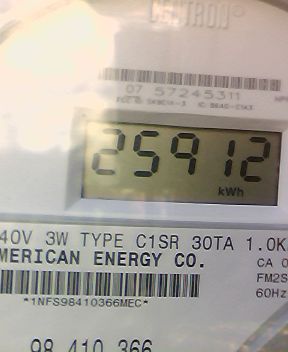 CENTRON®
07 57245311
25912
kWh
40V 3W TYPE C1SR 30TA 1.0K
MERICAN ENERGY CO.
CA 0
FM2S
*1NFS98410366MEC*
60Hz
98 410 366